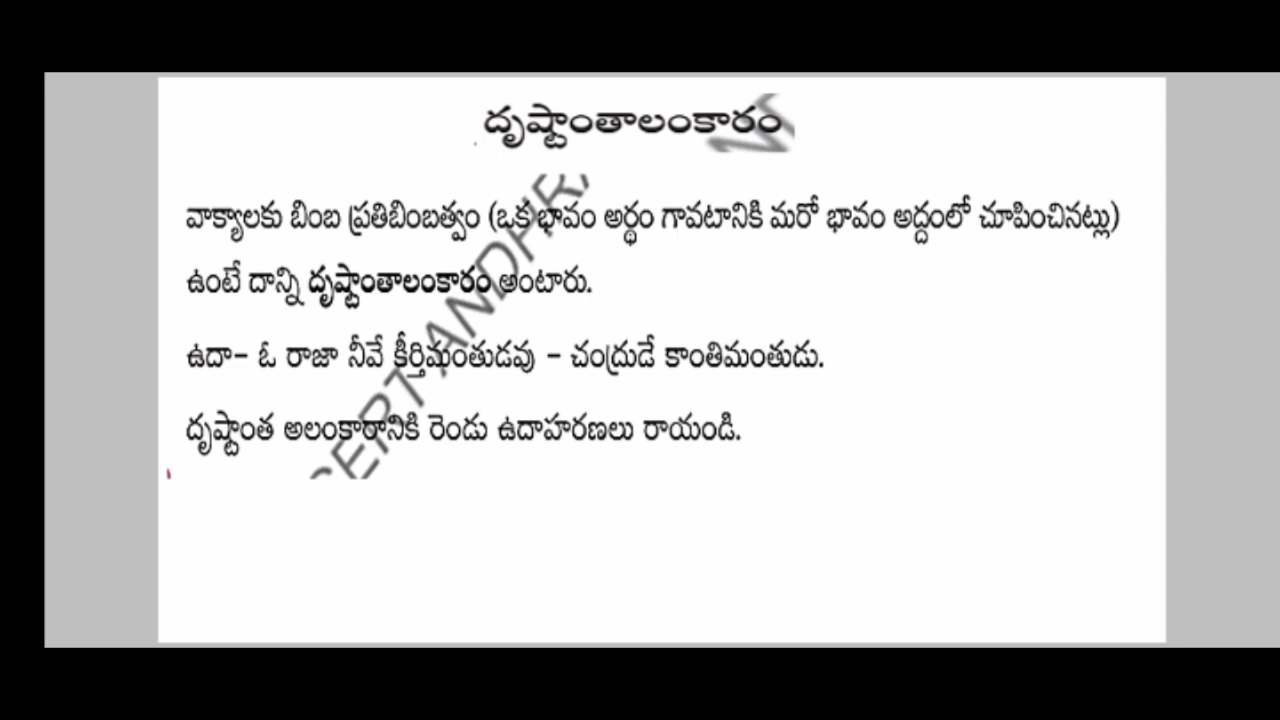 దృష్టాంతాలంకారం
వాక్యాలకు బింబ ప్రతిబింబత్వం (ఒక భావం అర్థం గావటానికి మరో భావం అద్దంలో చూపించినట్లు)
ఉంటే దాన్ని దృష్టాంతాలంకారం అంటారు.
ఉదా- ఓ రాజా నీవే కీర్తిమంతుడవు - చంద్రుడే కాంతిమంతుడు.
దృష్టాంత అలంకారానికి రెండు ఉదాహరణలు రాయండి.